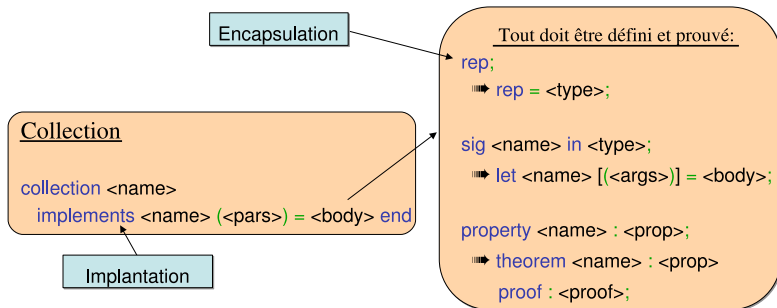 Encapsulation
Collection
collection <name>
implements <name> (<pars>) = <body> end
Implantation
Tout doit être défini et prouvé:
rep;
➠ rep = <type>;
sig <name> in <type>;
➠ let <name> [(<args>)] = <body>;
property <name> : <prop>;
➠ theorem <name> : <prop>
proof : <proof>;